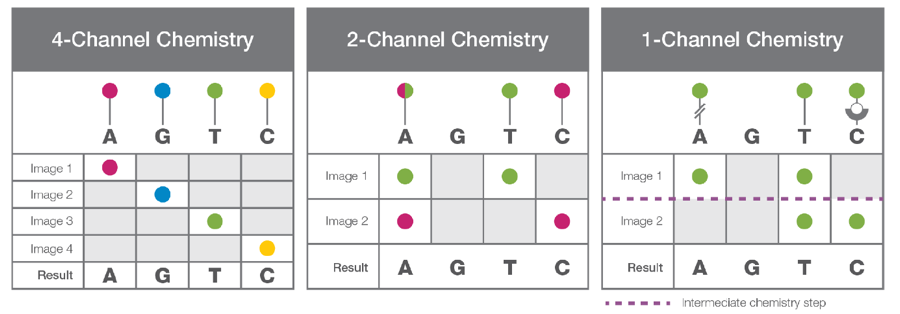 4-Channel Chemistry
A G T C
Image 1
Image 2
Image 3
Image 4
Result A G T C
2-Channel Chemistry
A G T C
Image 1
Image 2
Result A G T C
1-Channel Chemistry
A G T C
Image 1
Image 2
Result A G T C
Intermediate chemistry step